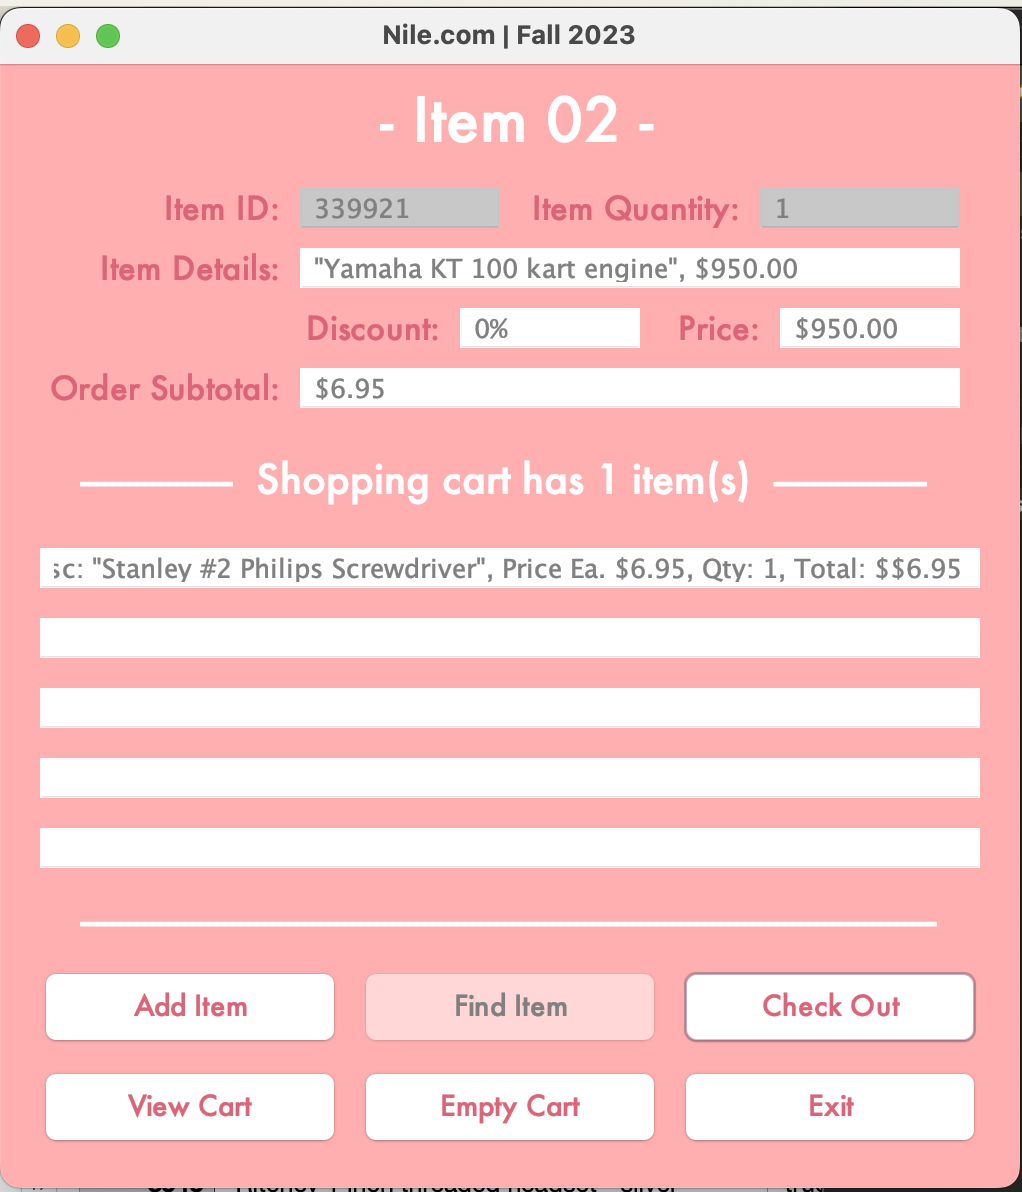 Nile.com | Fall 2023
- Item 02 -
Item ID: 339921 Item Quantity: 1
Item Details: "Yamaha KT 100 kart engine", $950.00
Discount: 0% Price: $950.00
Order Subtotal: $6.95
Shopping cart has 1 item(s)
sc: "Stanley #2 Philips Screwdriver", Price Ea. $6.95, Qty: 1, Total: $$6.95
Add Item Find Item Check Out
View Cart Empty Cart Exit